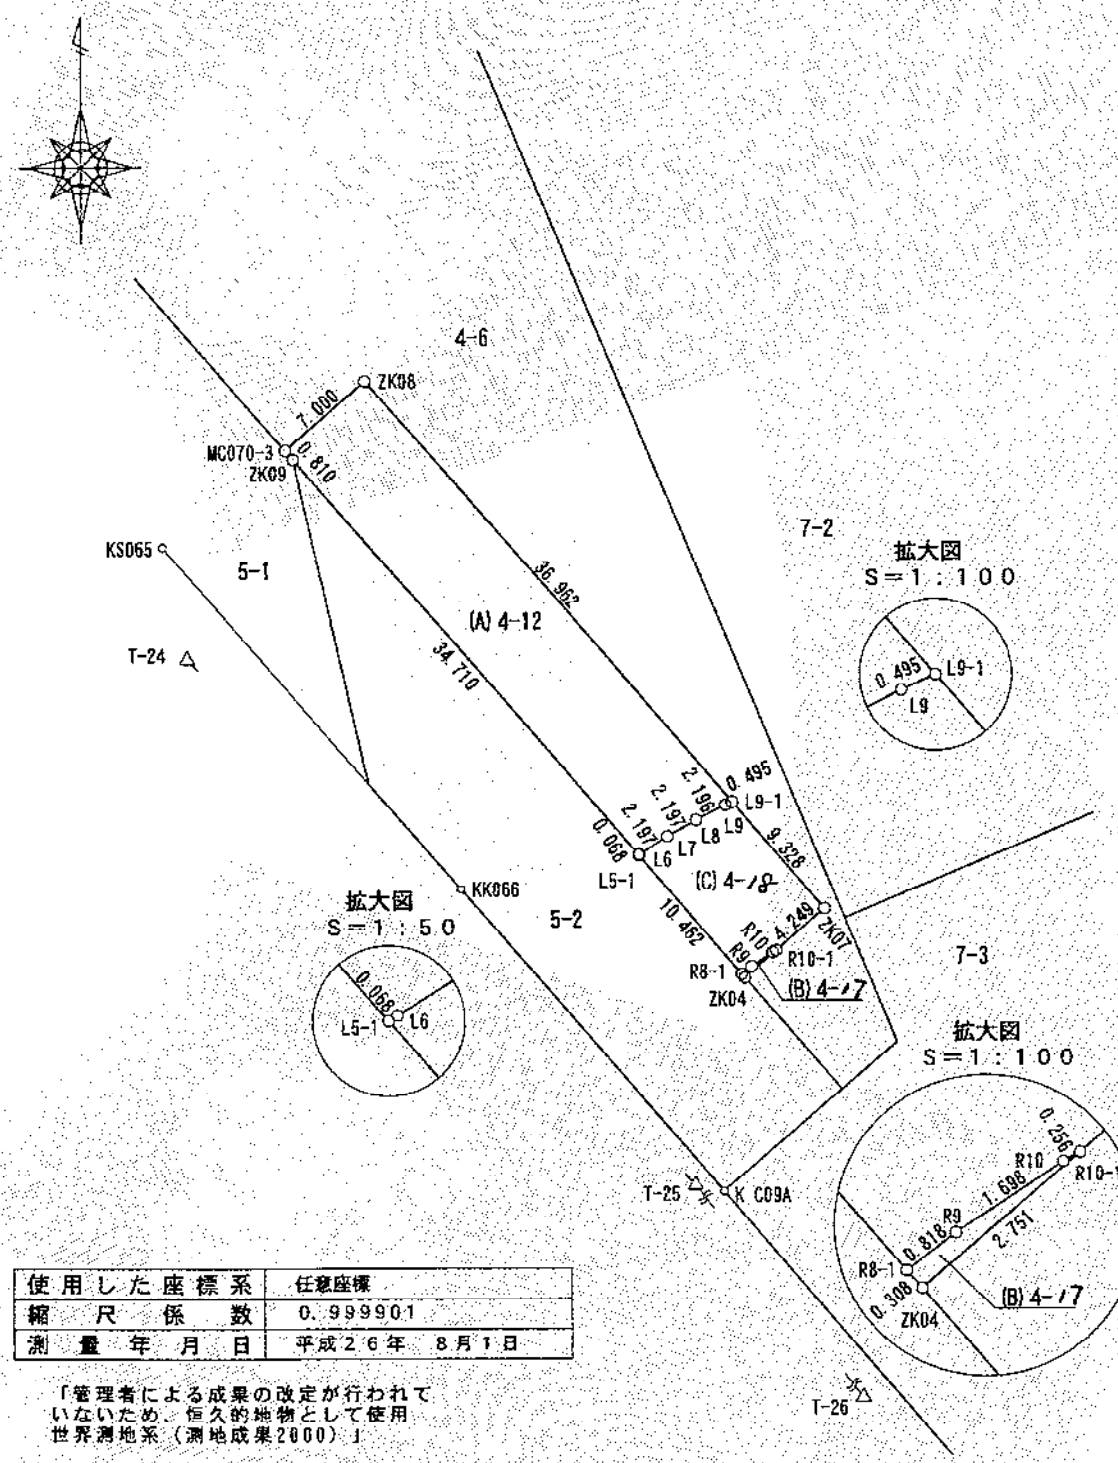 4-6
ZK08
7.000
MC070-3
ZK09
0.810
7-2
KS065
5-1
拡大図
S=1:100
36.962
(A) 4-12
T-24
34.710
0.495
L9-1
L9
0.495
2.196
L9-1
2.197
L9
L8
2.197
L7
0.068
L6
9.328
L5-1
(C) 4-18
KK066
拡大図
S=1:50
5-2
10.462
4.249
ZK07
R10
R9
R10-1
R8-1
(B) 4-17
ZK04
7-3
0.068
L5-1
L6
拡大図
S=1:100
0.256
R10
R10-1
1.698
R9
0.818
2.751
R8-1
0.308
ZK04
(B) 4-17
T-25
K C09A
T-26
使用した座標系 任意座標
縮尺係数 0.999901
測量年月日 平成26年 8月1日
「管理者による成果の改定が行われて
いないため、恒久的地物として使用
世界測地系(測地成果2000)」